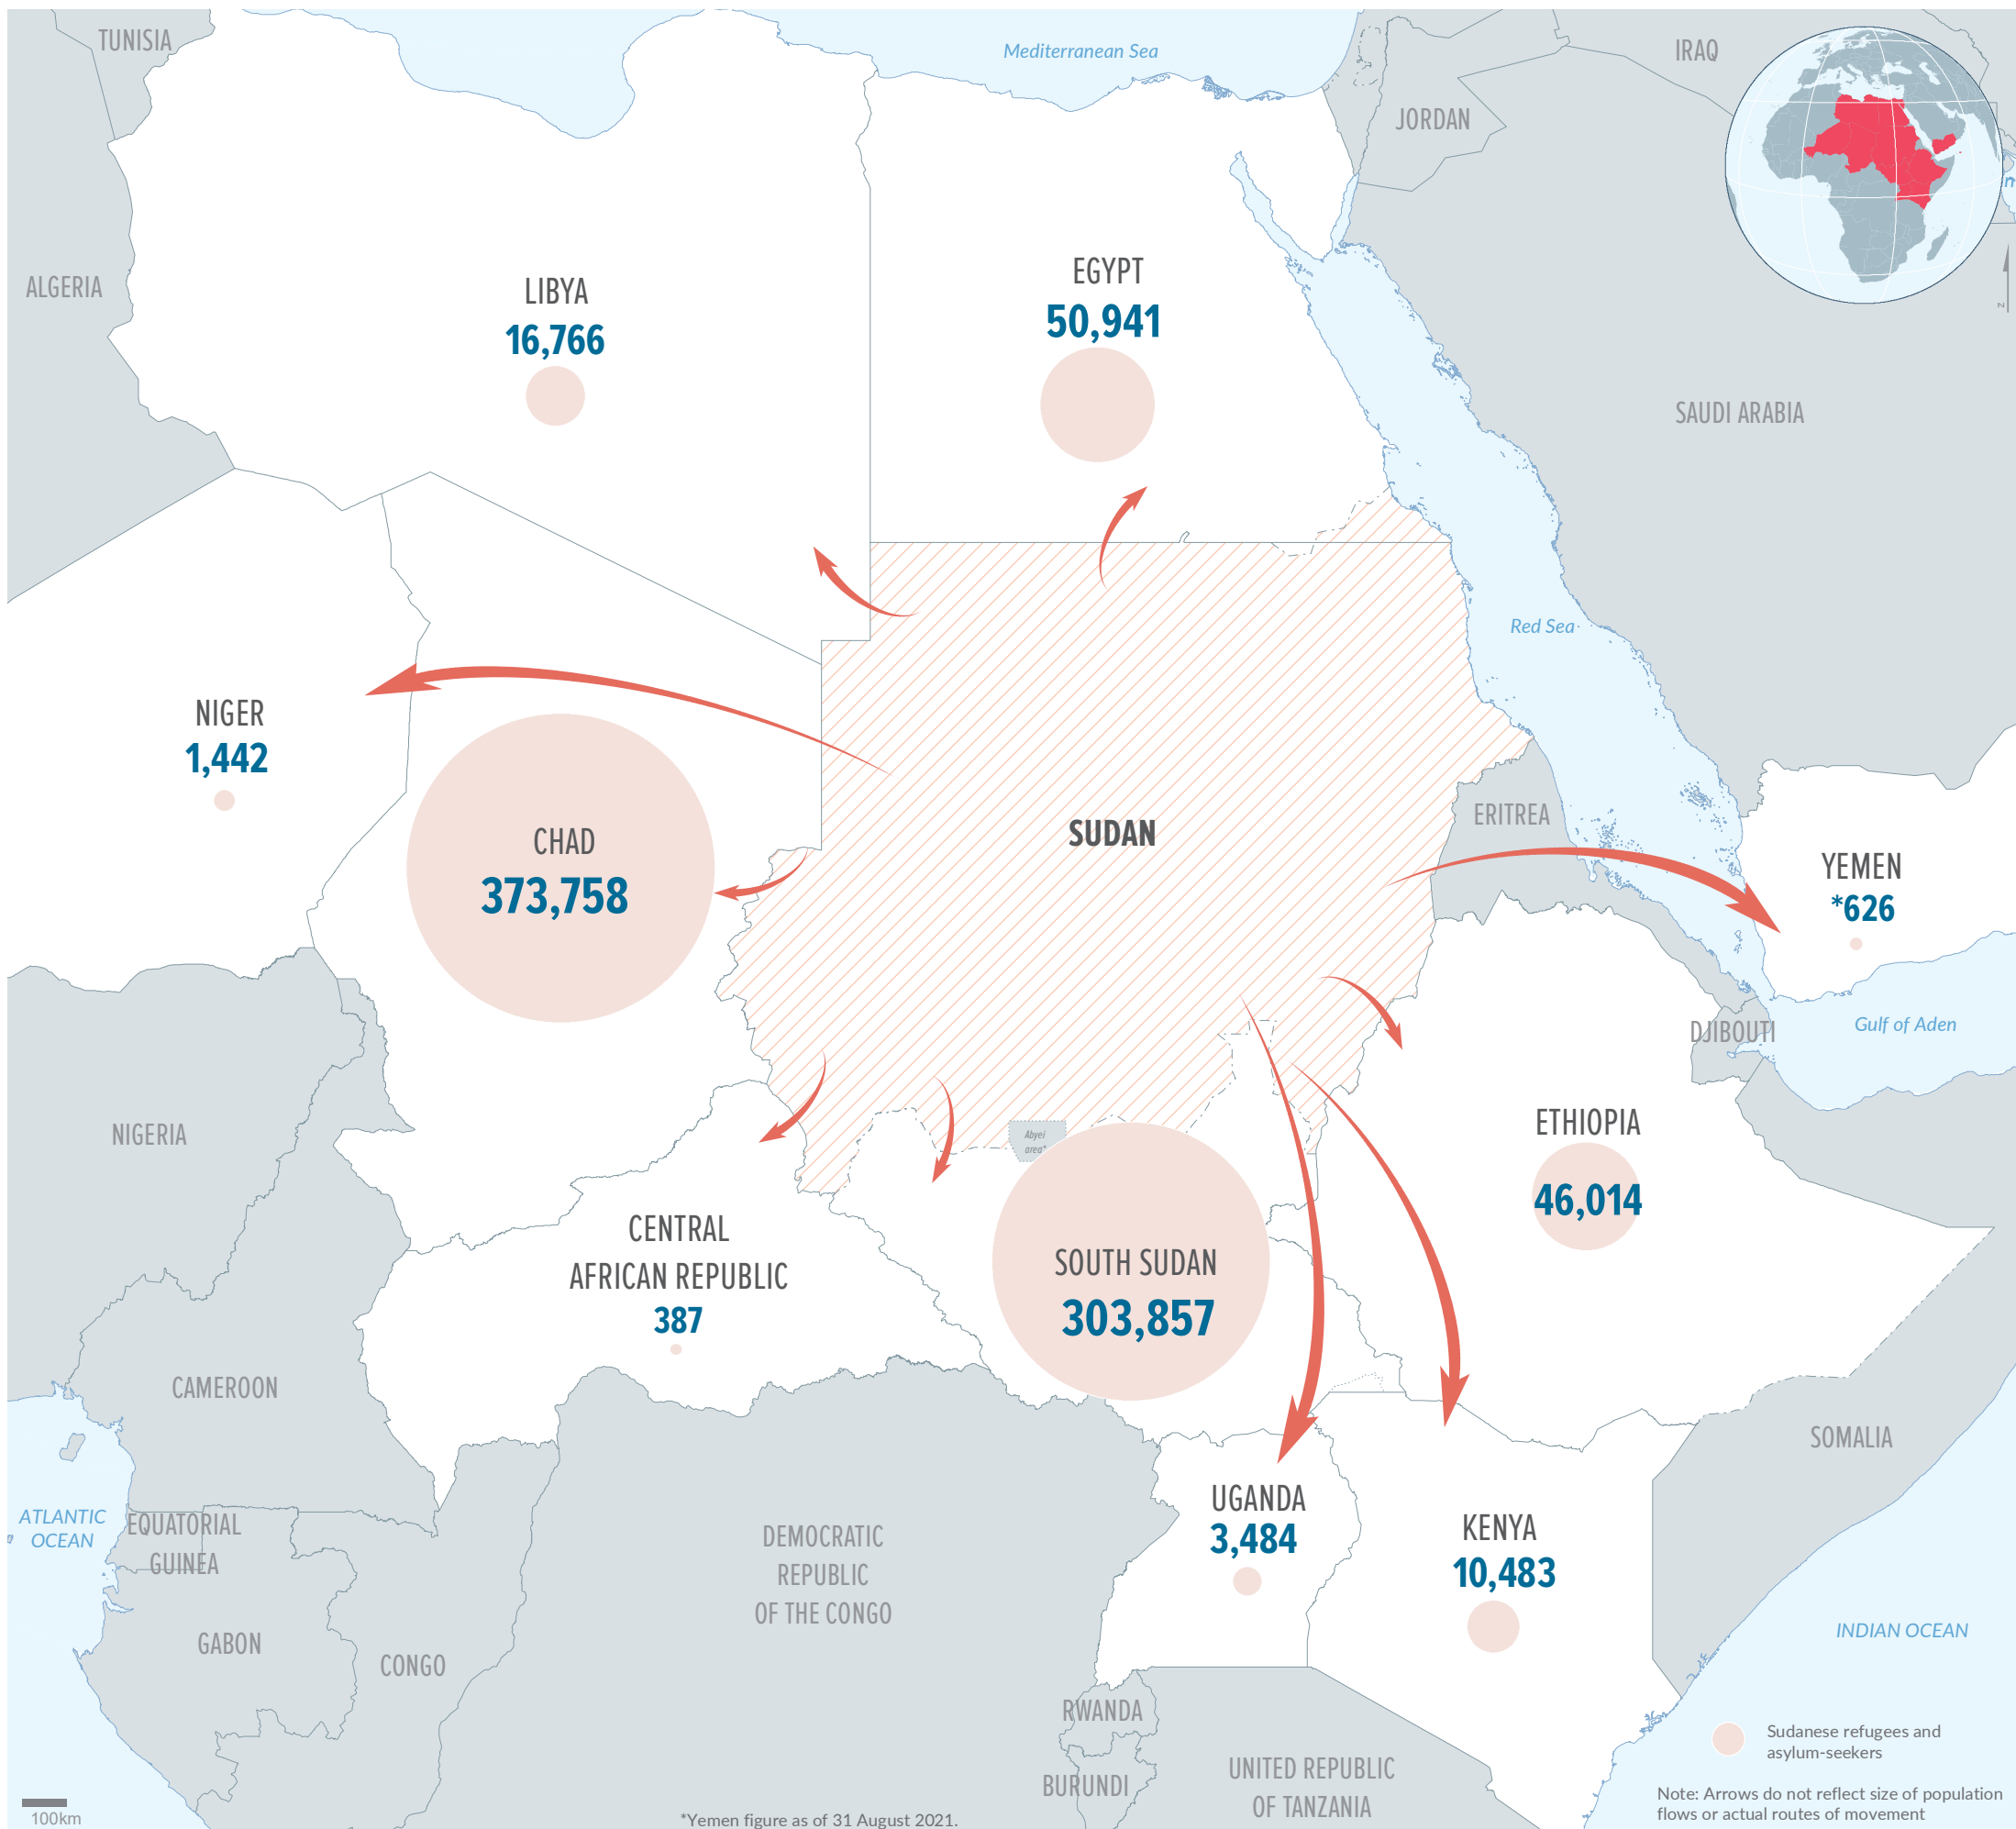 TUNISIA
Mediterranean Sea
IRAQ
JORDAN
ALGERIA
LIBYA
16,766
EGYPT
50,941
z
SAUDI ARABIA
Red Sea
NIGER
1,442
CHAD
373,758
SUDAN
ERITREA
YEMEN
*626
DJIBOUTI
Gulf of Aden
NIGERIA
Abyei
area*
ETHIOPIA
46,014
CENTRAL
AFRICAN REPUBLIC
387
SOUTH SUDAN
303,857
CAMEROON
SOMALIA
ATLANTIC
OCEAN
EQUATORIAL
GUINEA
DEMOCRATIC
REPUBLIC
OF THE CONGO
UGANDA
3,484
KENYA
10,483
GABON
CONGO
INDIAN OCEAN
RWANDA
BURUNDI
UNITED REPUBLIC
OF TANZANIA
Sudanese refugees and
asylum-seekers
Note: Arrows do not reflect size of population
flows or actual routes of movement
100km
*Yemen figure as of 31 August 2021.